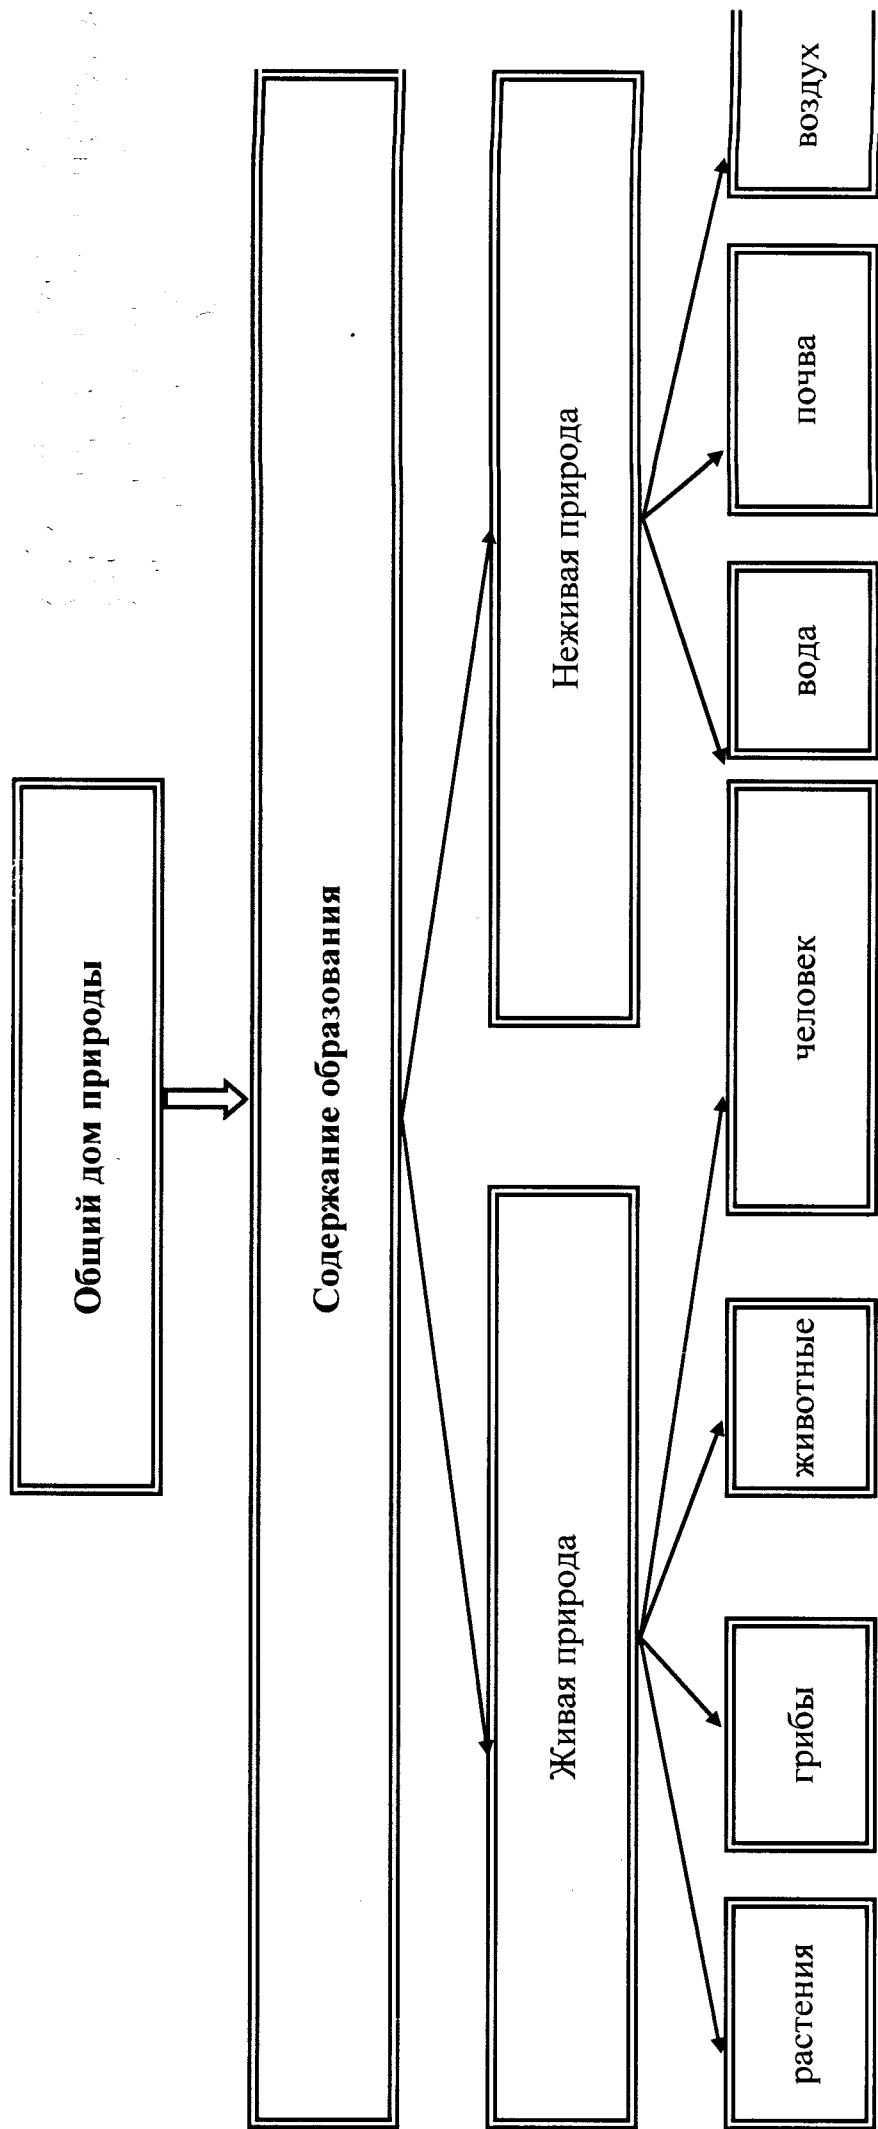 Общий дом природы
Содержание образования
Живая природа
Неживая природа
растения
грибы
животные
человек
вода
почва
воздух